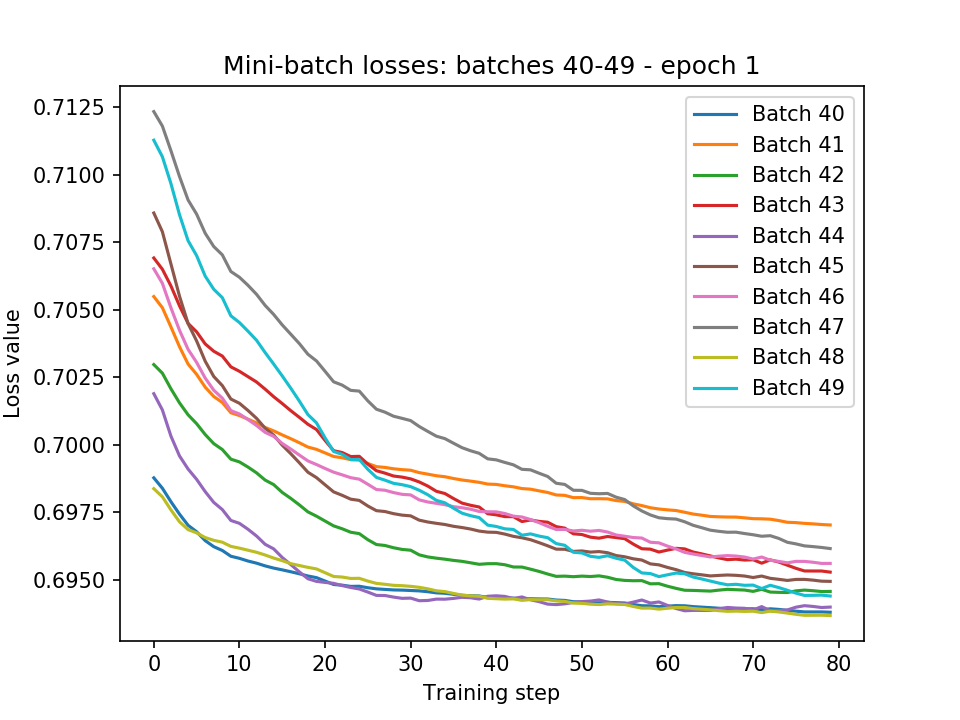 Mini-batch losses: batches 40-49 - epoch 1
0.7125
0.7100
0.7075
0.7050
0.7025
0.7000
0.6975
0.6950
Loss value
Batch 40
Batch 41
Batch 42
Batch 43
Batch 44
Batch 45
Batch 46
Batch 47
Batch 48
Batch 49
0 10 20 30 40 50 60 70 80
Training step